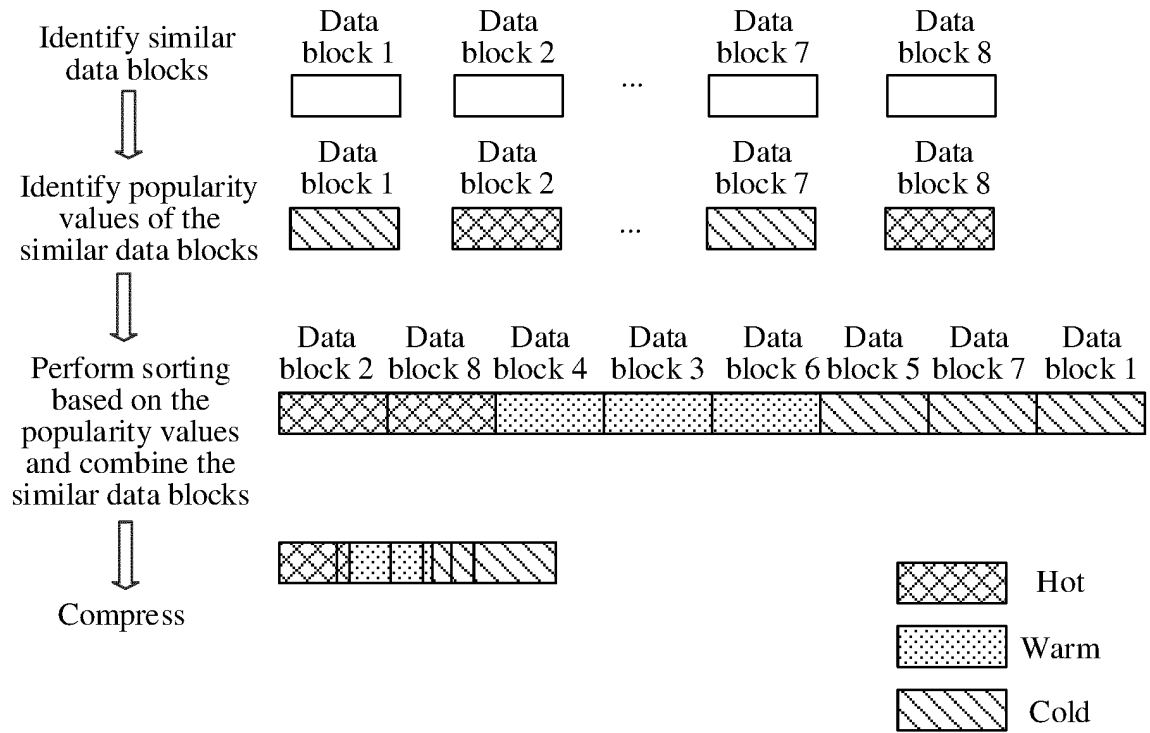 Identify similar
data blocks
Data
block 1
Data
block 2
...
Data
block 7
Data
block 8
Identify popularity
values of the
similar data blocks
Data
block 1
Data
block 2
...
Data
block 7
Data
block 8
Perform sorting
based on the
popularity values
and combine the
similar data blocks
Data
block 2
Data
block 8
Data
block 4
Data
block 3
Data
block 6
Data
block 5
Data
block 7
Data
block 1
Compress
Hot
Warm
Cold